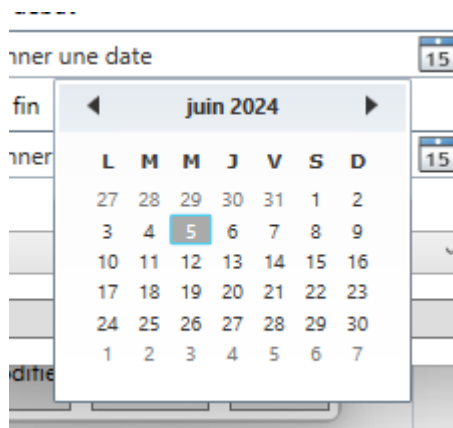 nner une date
15
fin
juin 2024
nner
L M M J V S D
15
27 28 29 30 31 1 2
3 4 5 6 7 8 9
10 11 12 13 14 15 16
17 18 19 20 21 22 23
24 25 26 27 28 29 30
1 2 3 4 5 6 7
odifie